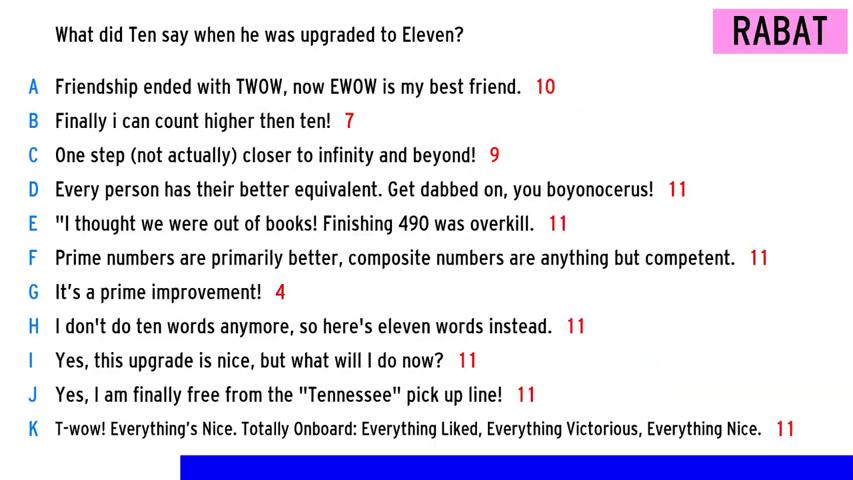 What did Ten say when he was upgraded to Eleven?
RABAT
A Friendship ended with TWOW, now EWOW is my best friend. 10
B Finally i can count higher then ten! 7
C One step (not actually) closer to infinity and beyond! 9
D Every person has their better equivalent. Get dabbed on, you boyonocerus! 11
E "I thought we were out of books! Finishing 490 was overkill. 11
F Prime numbers are primarily better, composite numbers are anything but competent. 11
G It's a prime improvement! 4
H I don't do ten words anymore, so here's eleven words instead. 11
I Yes, this upgrade is nice, but what will I do now? 11
J Yes, I am finally free from the "Tennessee" pick up line! 11
K T-wow! Everything's Nice. Totally Onboard: Everything Liked, Everything Victorious, Everything Nice. 11